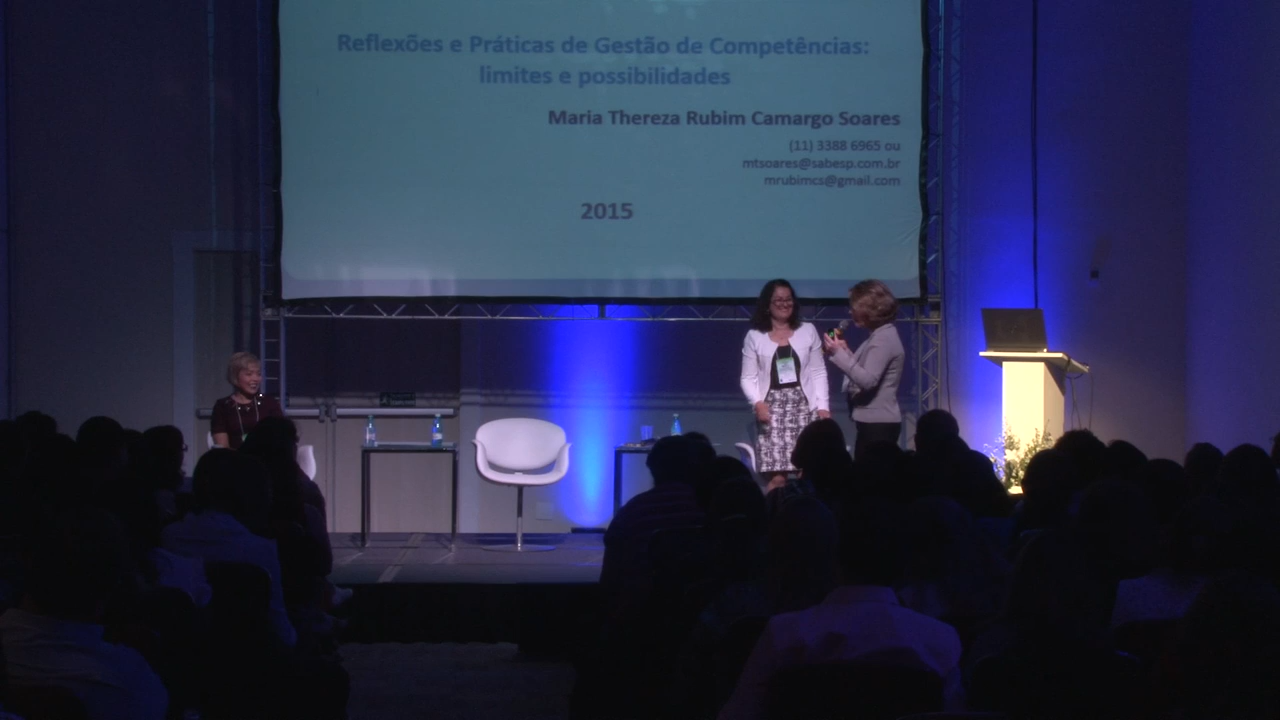 Reflexões e Práticas de Gestão de Competências:
limites e possibilidades
Maria Thereza Rubim Camargo Soares
(11) 3388 6965 ou
mtsoares@sabesp.com.br
mrubimcs@gmail.com
2015